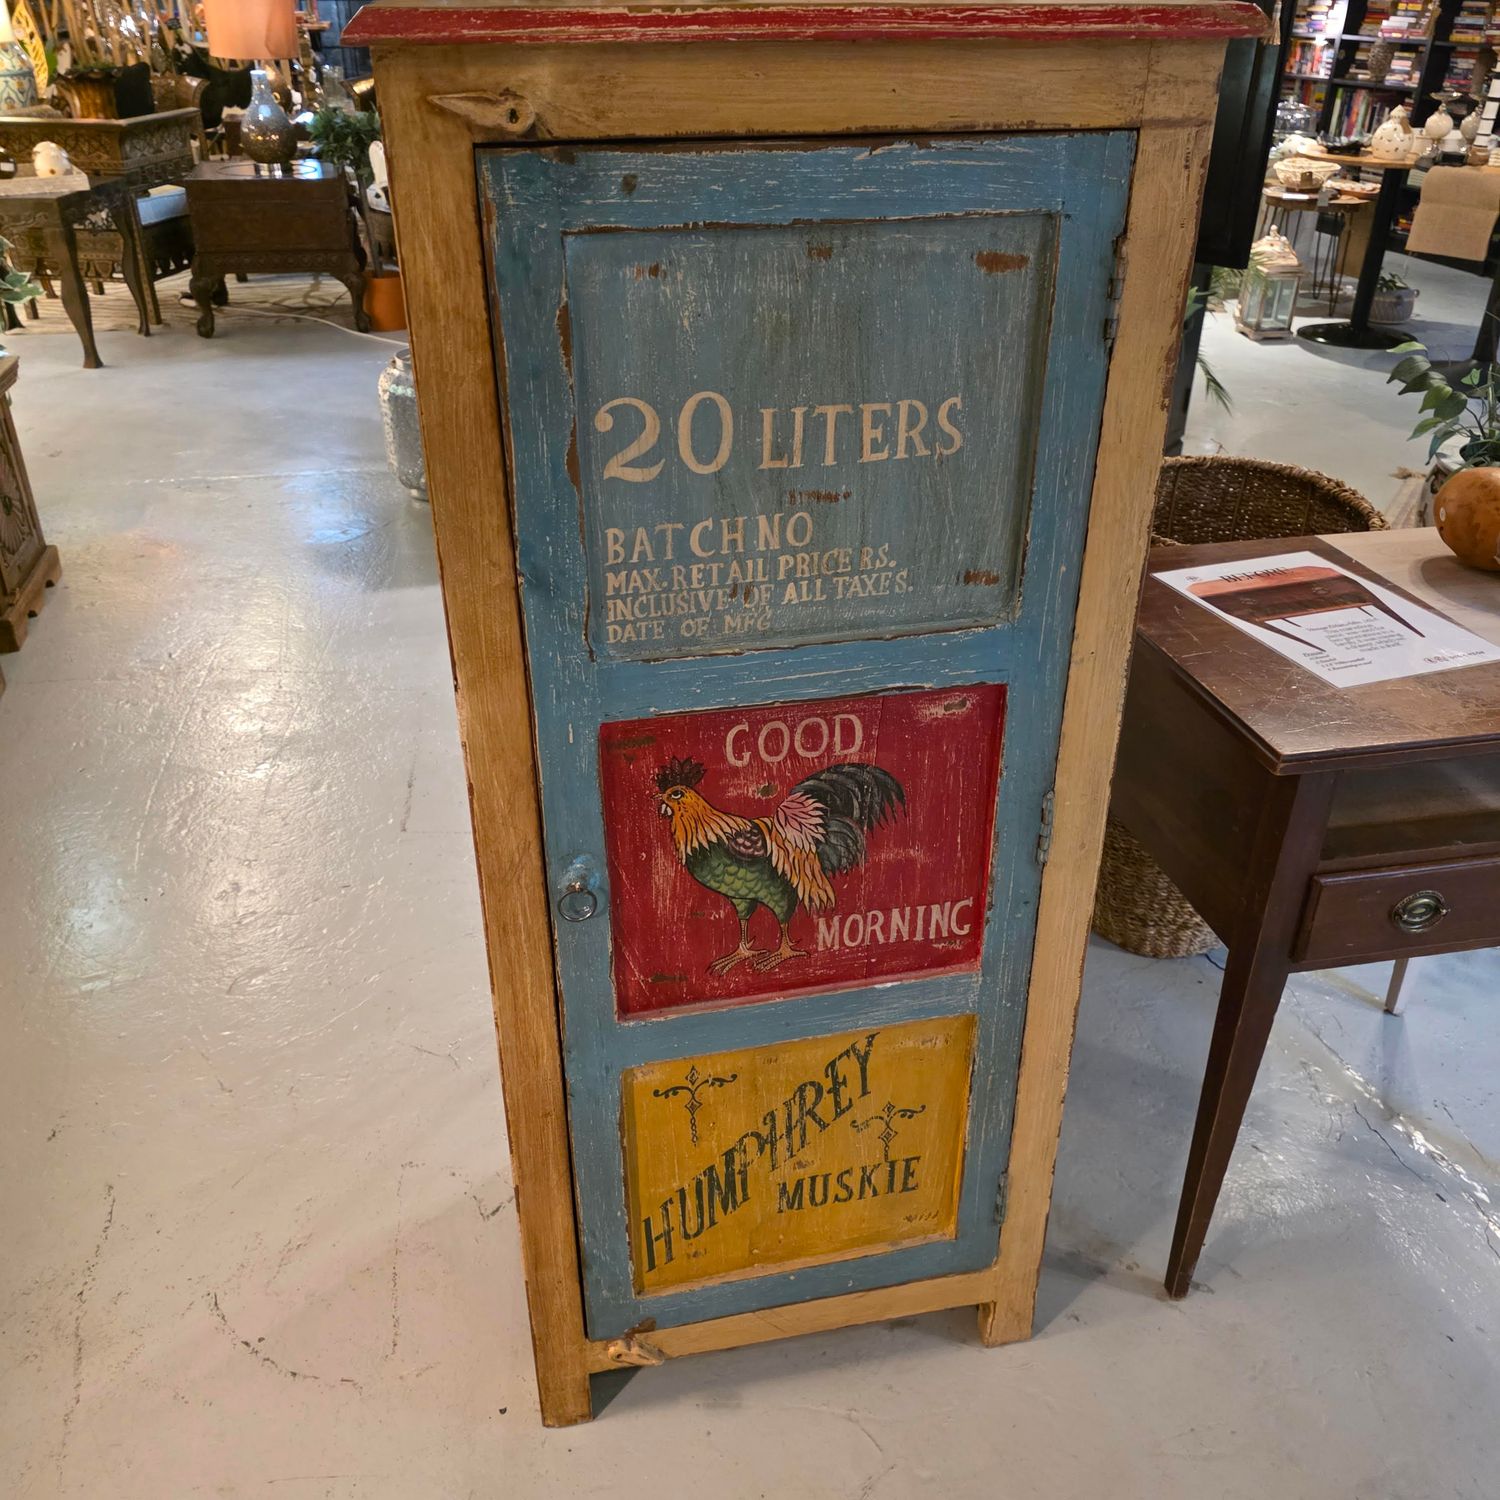 20 LITERS
BATCH NO
MAX. RETAIL PRICE RS.
INCLUSIVE OF ALL TAXES.
DATE OF MFG
GOOD
MORNING
HUMPHREY
MUSKIE
BEFORE